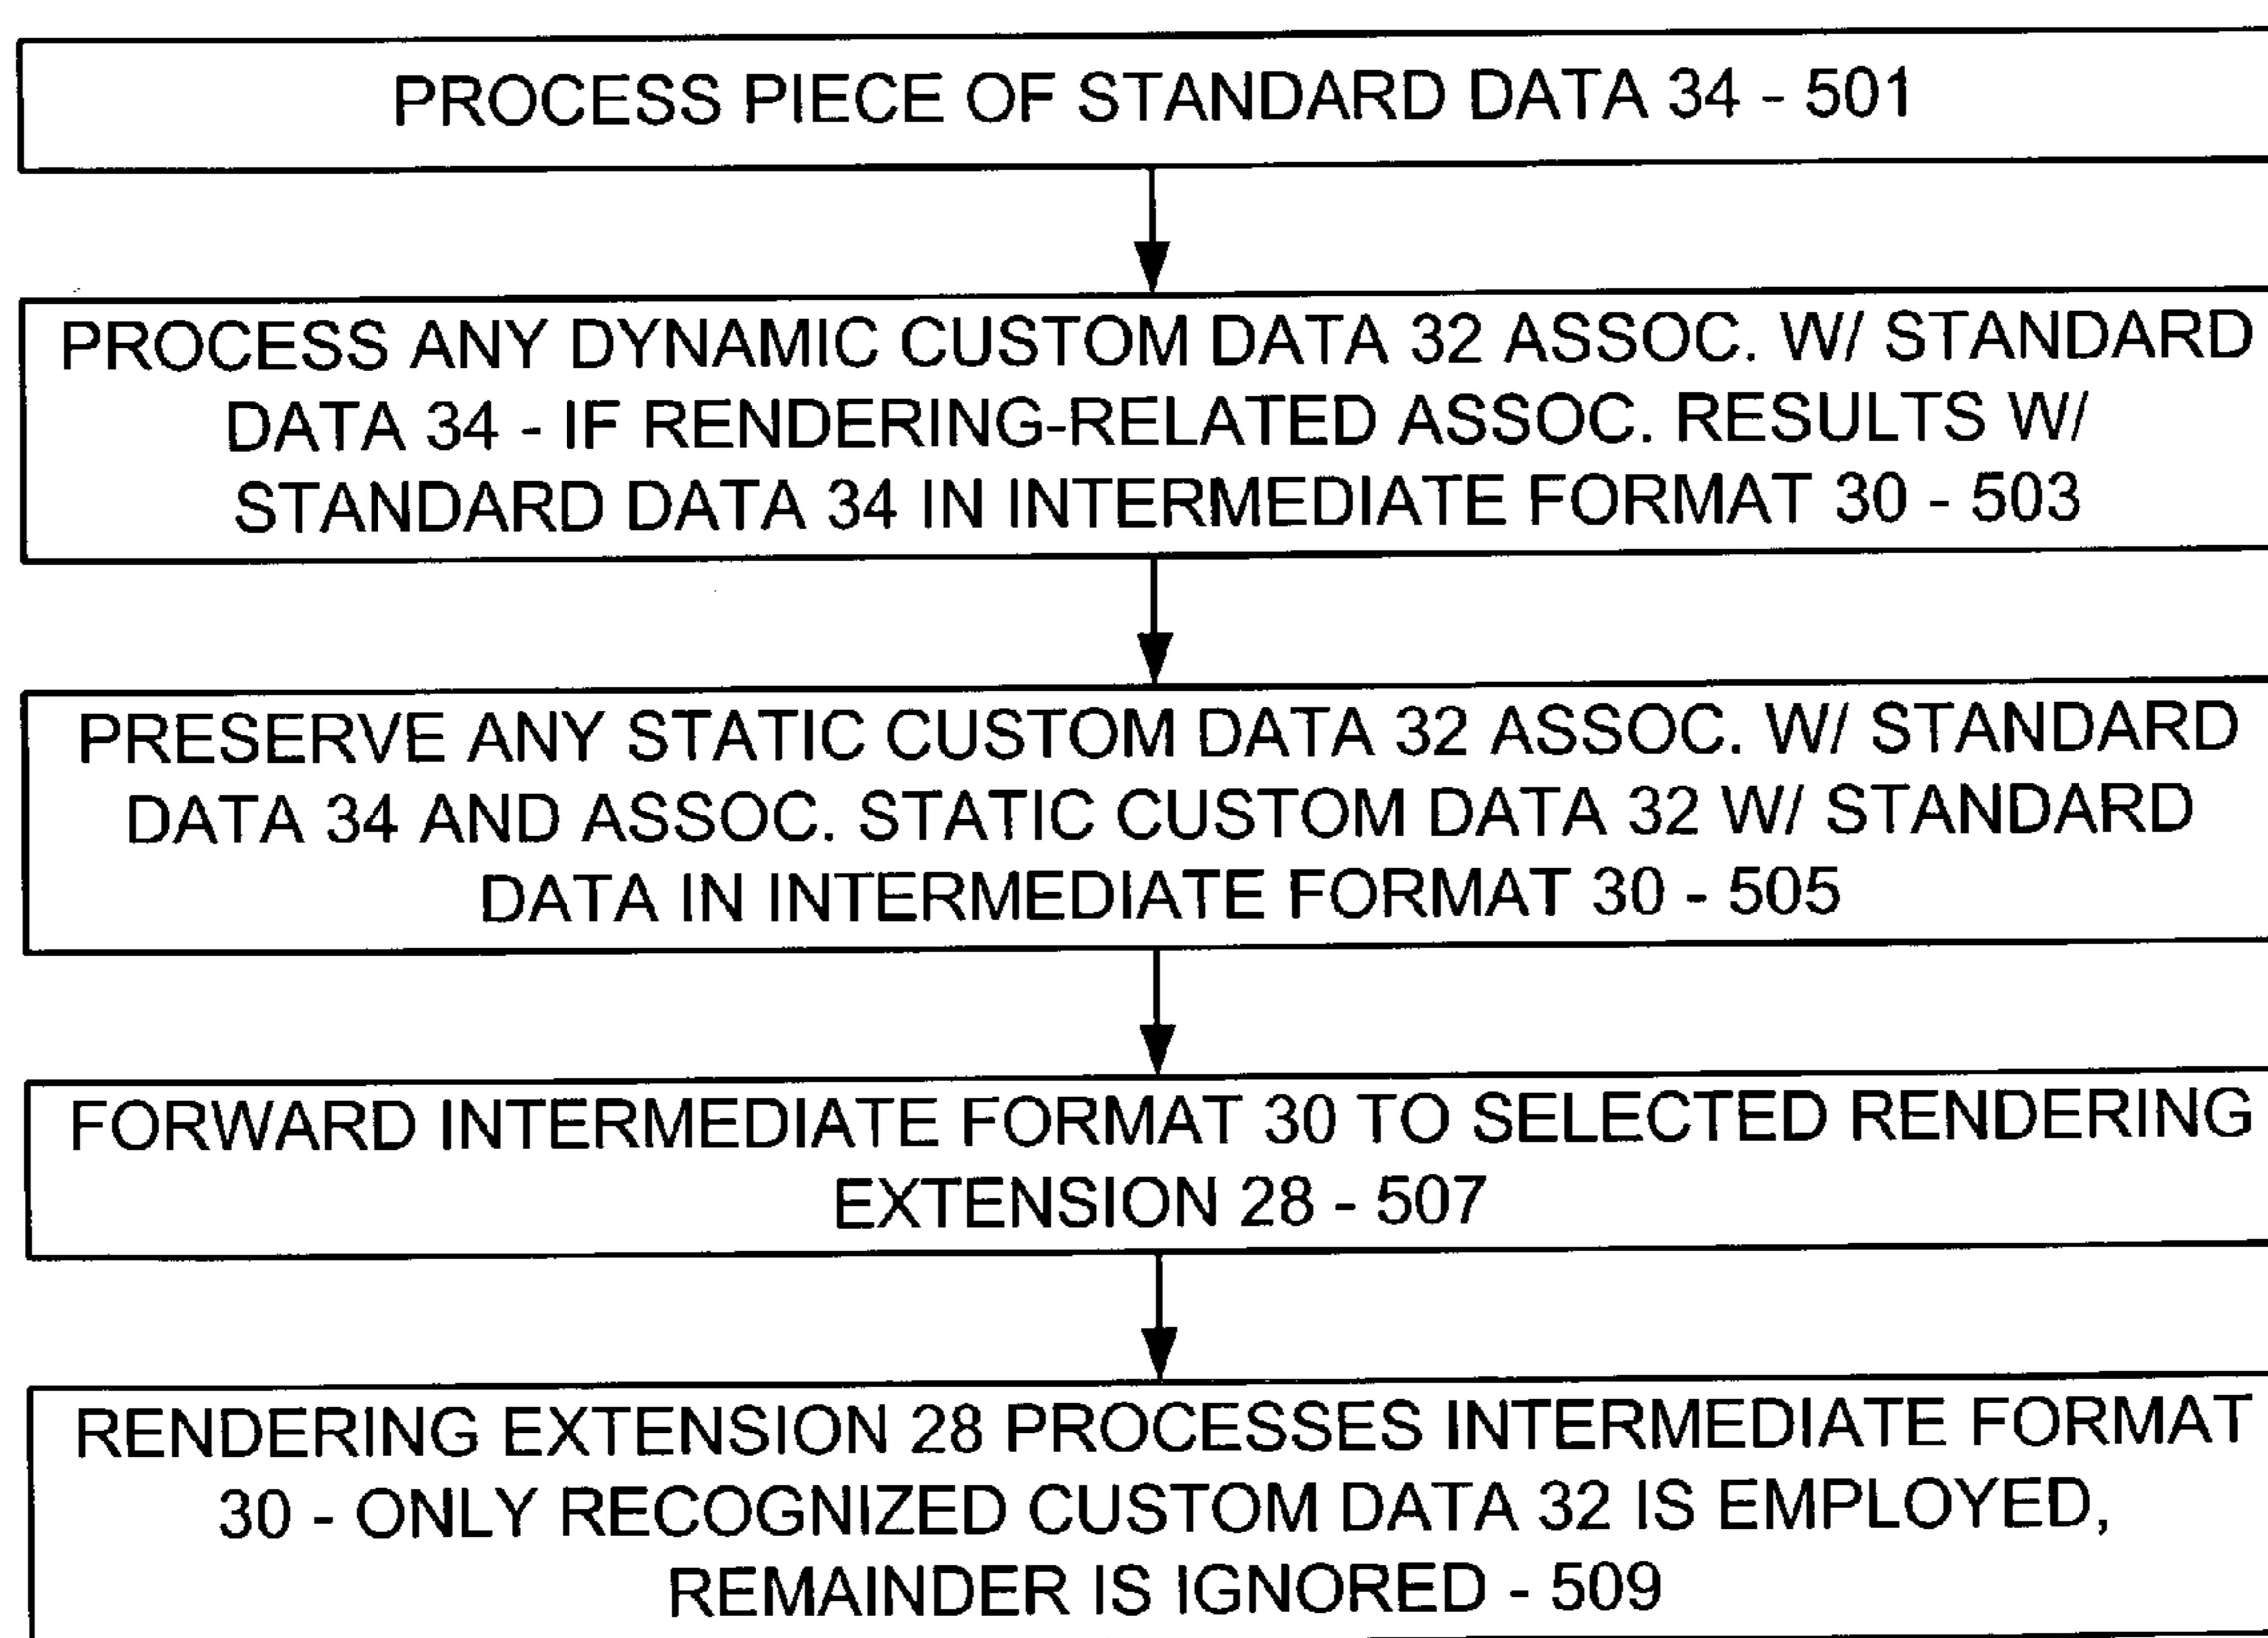 PROCESS PIECE OF STANDARD DATA 34 - 501
PROCESS ANY DYNAMIC CUSTOM DATA 32 ASSOC. W/ STANDARD
DATA 34 - IF RENDERING-RELATED ASSOC. RESULTS W/
STANDARD DATA 34 IN INTERMEDIATE FORMAT 30 - 503
PRESERVE ANY STATIC CUSTOM DATA 32 ASSOC. W/ STANDARD
DATA 34 AND ASSOC. STATIC CUSTOM DATA 32 W/ STANDARD
DATA IN INTERMEDIATE FORMAT 30 - 505
FORWARD INTERMEDIATE FORMAT 30 TO SELECTED RENDERING
EXTENSION 28 - 507
RENDERING EXTENSION 28 PROCESSES INTERMEDIATE FORMAT
30 - ONLY RECOGNIZED CUSTOM DATA 32 IS EMPLOYED,
REMAINDER IS IGNORED - 509